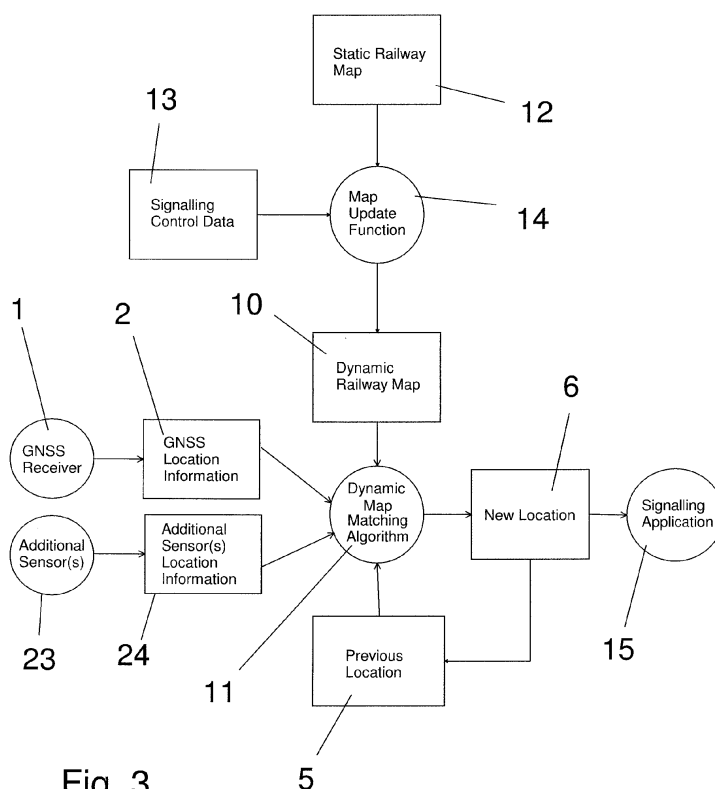 Static Railway
Map
12
13
Signalling
Control Data
Map
Update
Function
14
1
2
10
Dynamic
Railway Map
6
GNSS
Receiver
GNSS
Location
Information
Dynamic
Map
Matching
Algorithm
New Location
Signalling
Application
Additional
Sensor(s)
Additional
Sensor(s)
Location
Information
23
24
11
Previous
Location
15
Fig. 3
5